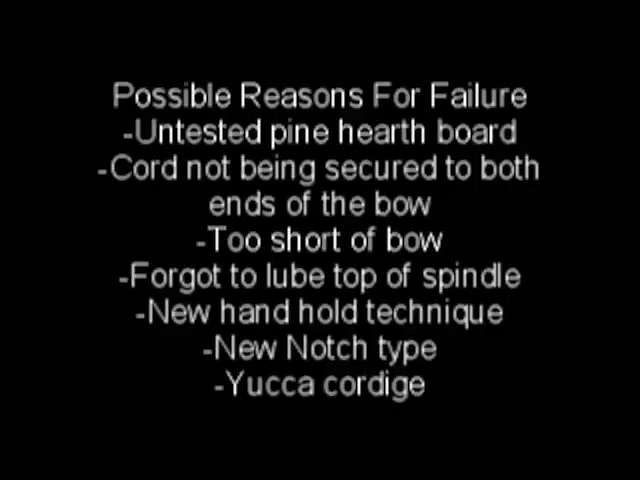 Possible Reasons For Failure
-Untested pine hearth board
-Cord not being secured to both
ends of the bow
-Too short of bow
-Forgot to lube top of spindle
-New hand hold technique
-New Notch type
-Yucca cordige